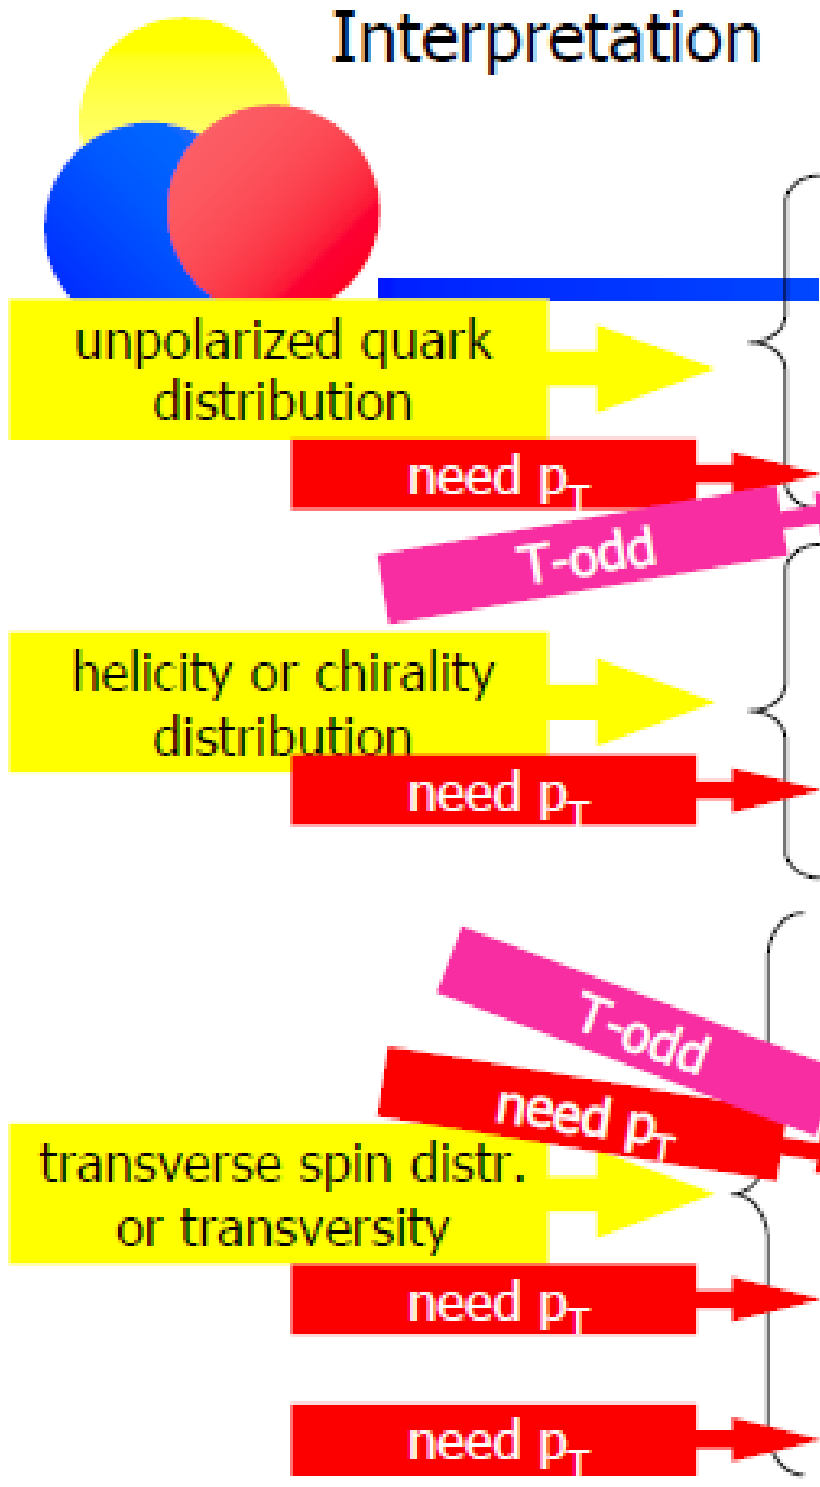 Interpretation
unpolarized quark
distribution
need pT
T-odd
helicity or chirality
distribution
need pT
T-odd
need pT
transverse spin distr.
or transversity
need pT
need pT